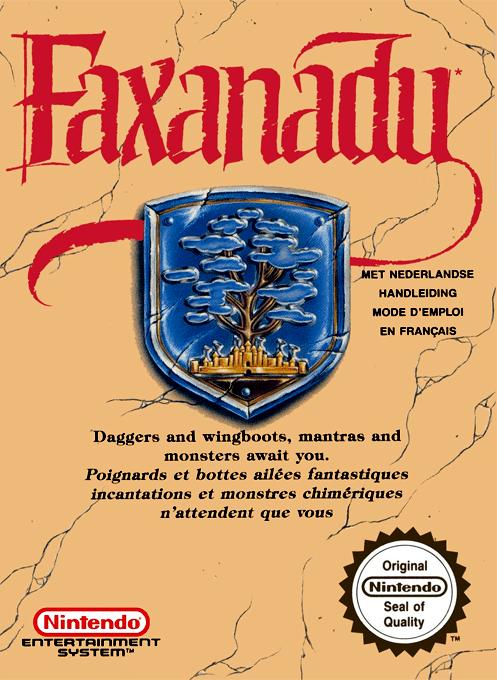 Faxanadu*
MET NEDERLANDSE
HANDLEIDING
MODE D'EMPLOI
EN FRANÇAIS
Daggers and wingboots, mantras and
monsters await you.
Poignards et bottes ailées fantastiques
incantations et monstres chimériques
n'attendent que vous
Original
Nintendo
Seal of
Quality
TM
Nintendo
ENTERTAINMENT
SYSTEM™